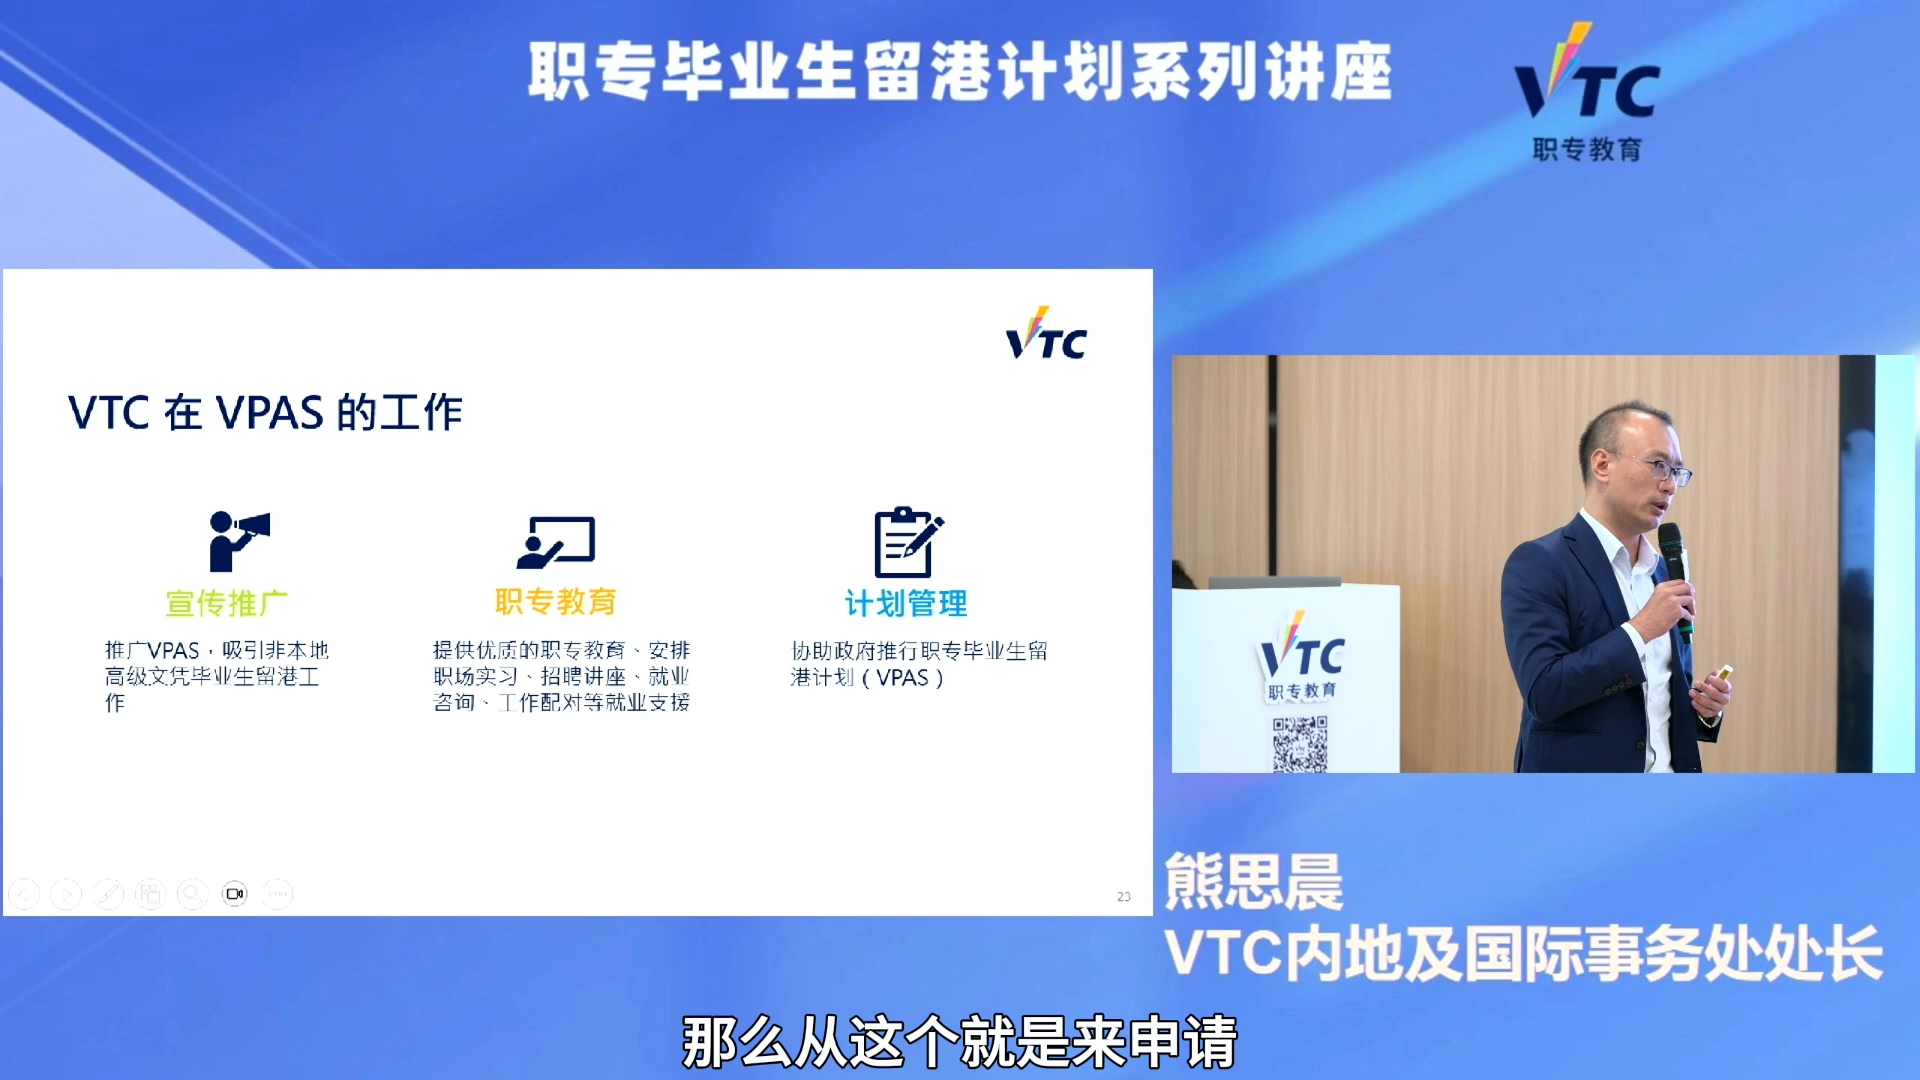 职专毕业生留港计划系列讲座
VTC
职专教育
VTC
VTC 在 VPAS 的工作
宣传推广
推广VPAS，吸引非本地
高级文凭毕业生留港工
作
职专教育
提供优质的职专教育、安排
职场实习、招聘讲座、就业
咨询、工作配对等就业支援
计划管理
协助政府推行职专毕业生留
港计划（VPAS）
23
VTC
职专教育
熊思晨
VTC内地及国际事务处处长
那么从这个就是来申请